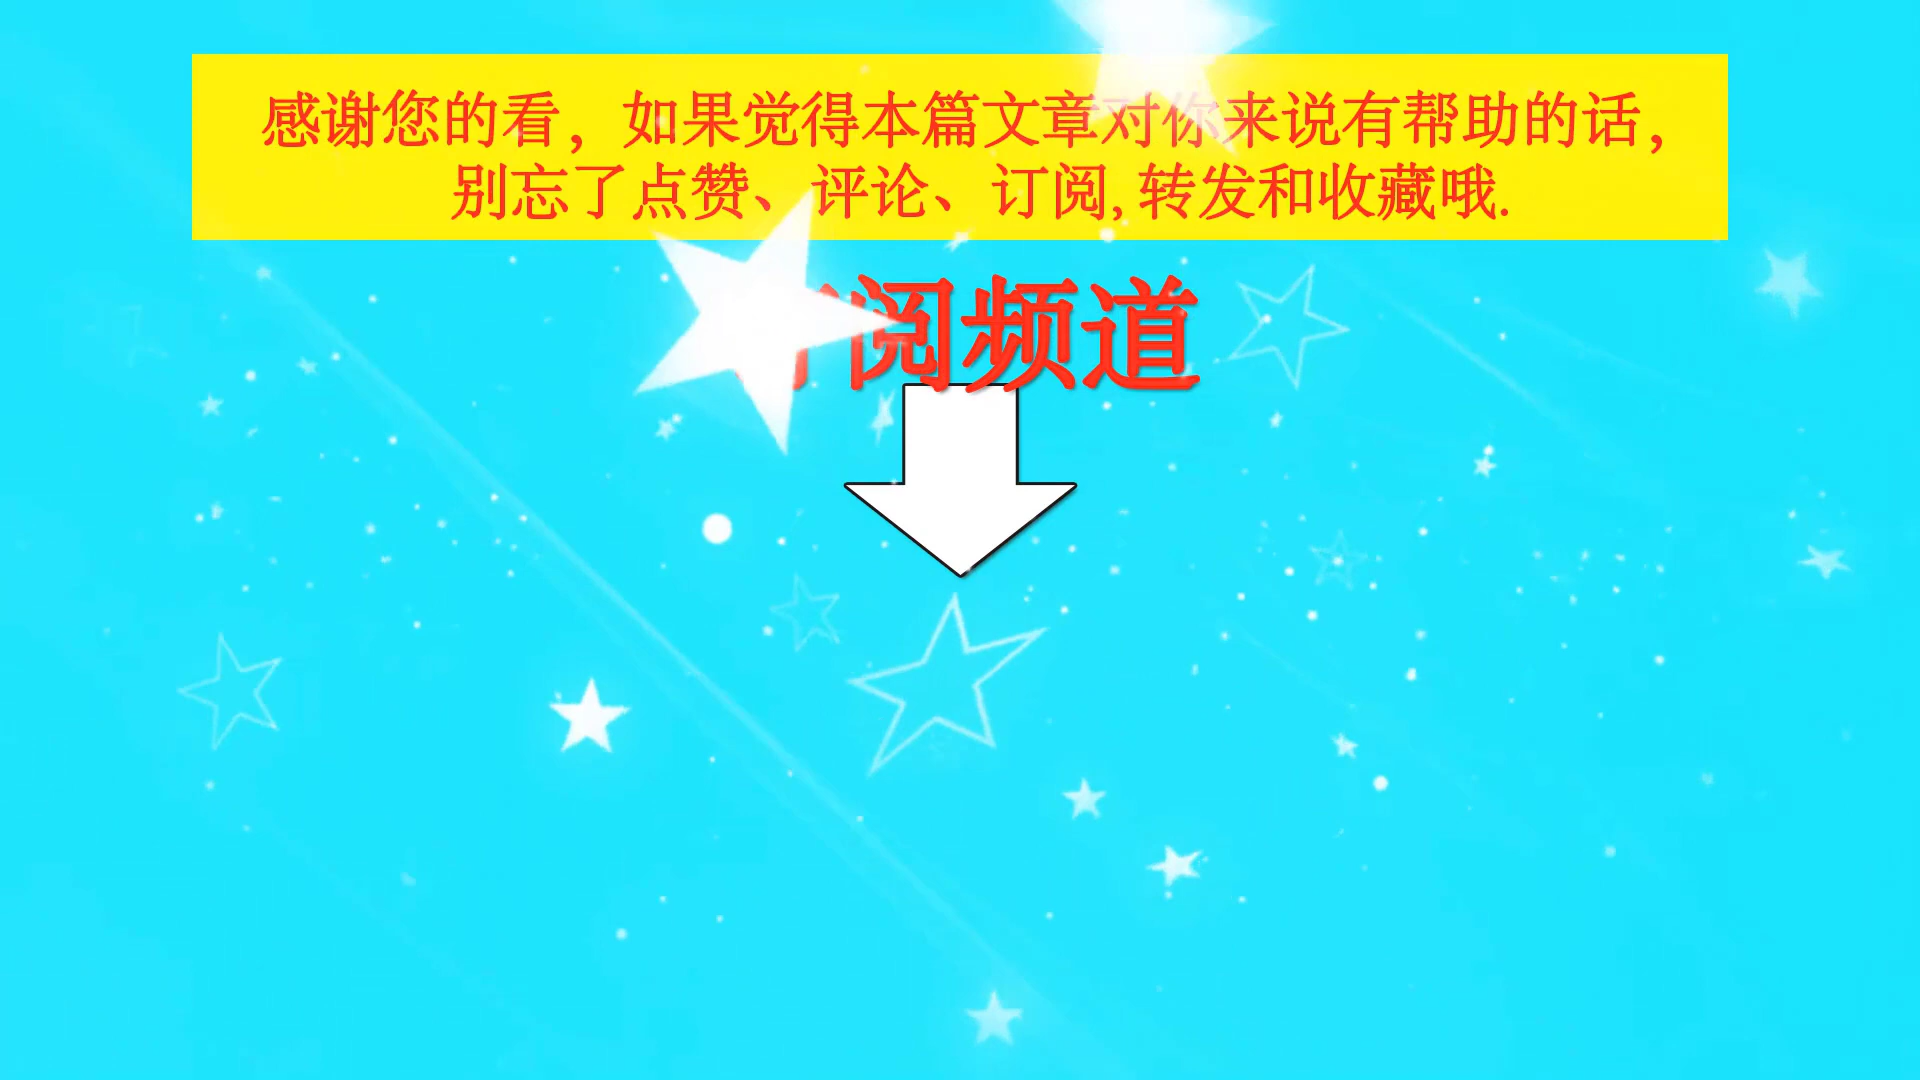 感谢您的看，如果觉得本篇文章对你来说有帮助的话，
别忘了点赞、评论、订阅,转发和收藏哦.
阅频道